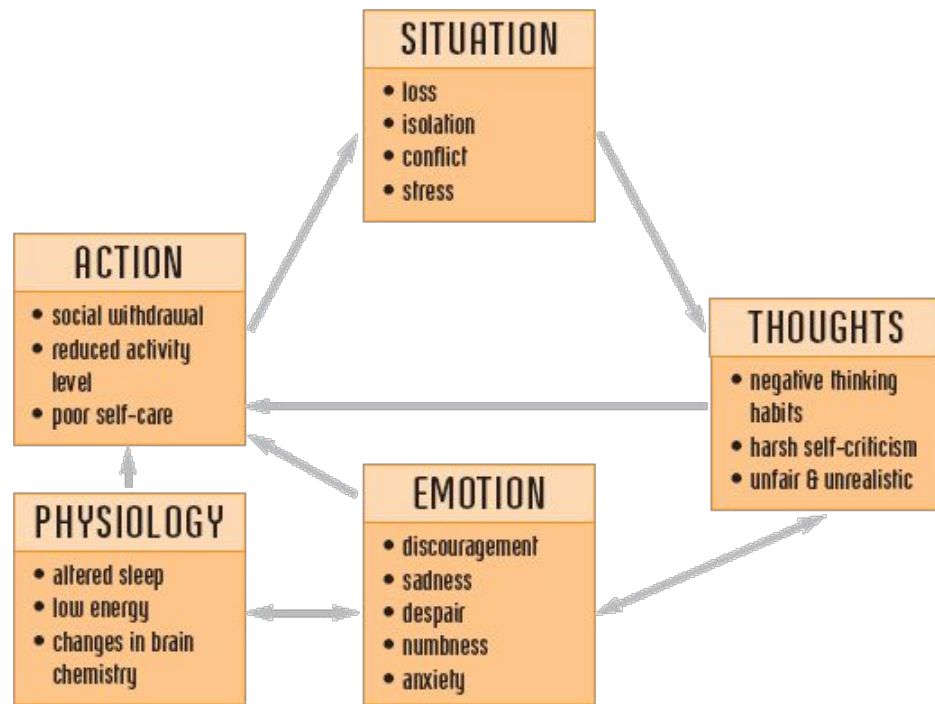 SITUATION
• loss
• isolation
• conflict
• stress
ACTION
• social withdrawal
• reduced activity
level
• poor self-care
THOUGHTS
• negative thinking
habits
• harsh self-criticism
• unfair & unrealistic
PHYSIOLOGY
• altered sleep
• low energy
• changes in brain
chemistry
EMOTION
• discouragement
• sadness
• despair
• numbness
• anxiety